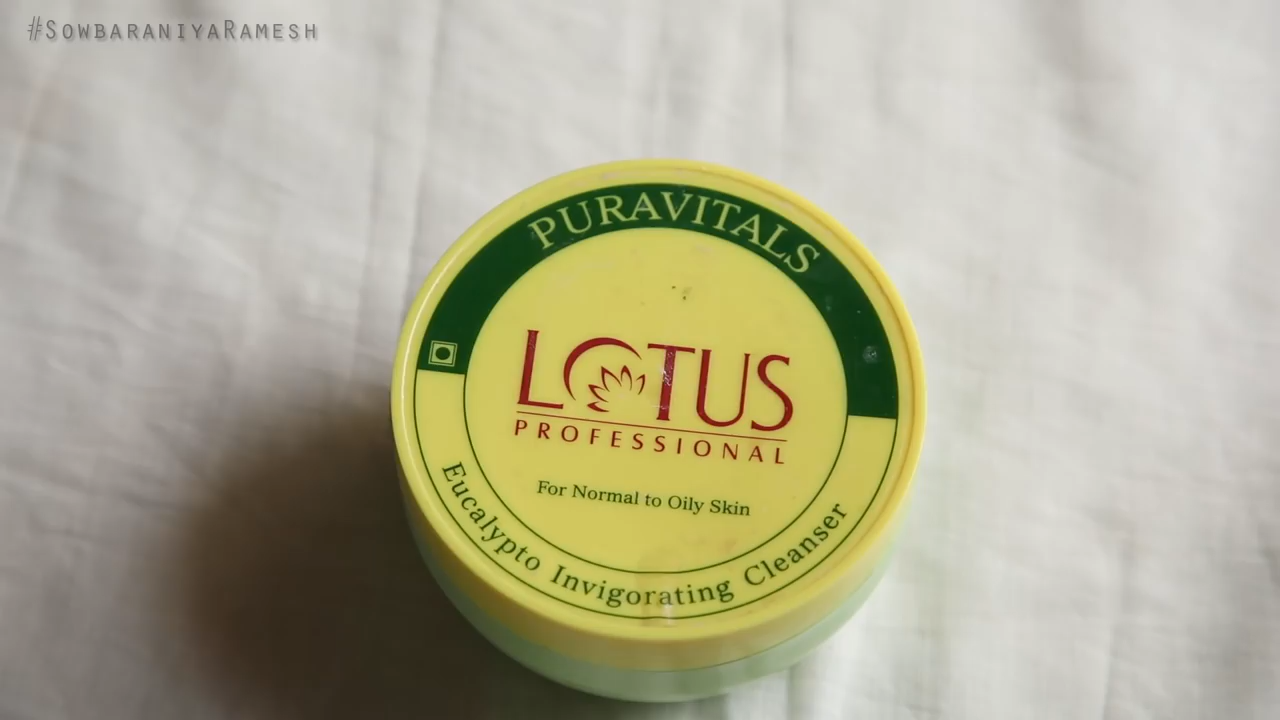 #SowbaraniyaRamesh
PURAVITALS
LOTUS
PROFESSIONAL
For Normal to Oily Skin
Eucalypto Invigorating Cleanser